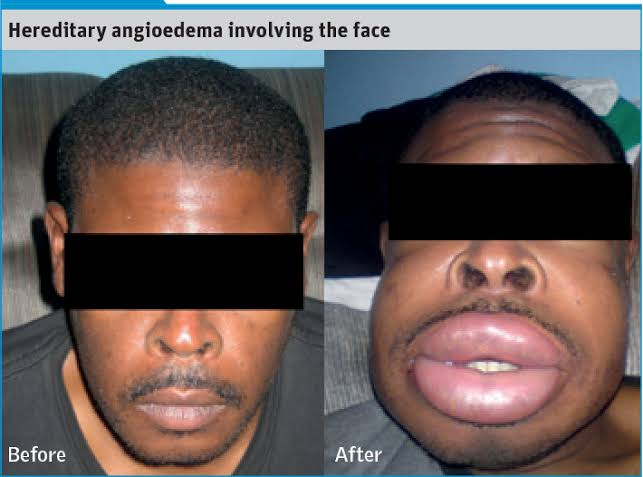 Hereditary angioedema involving the face
Before
After